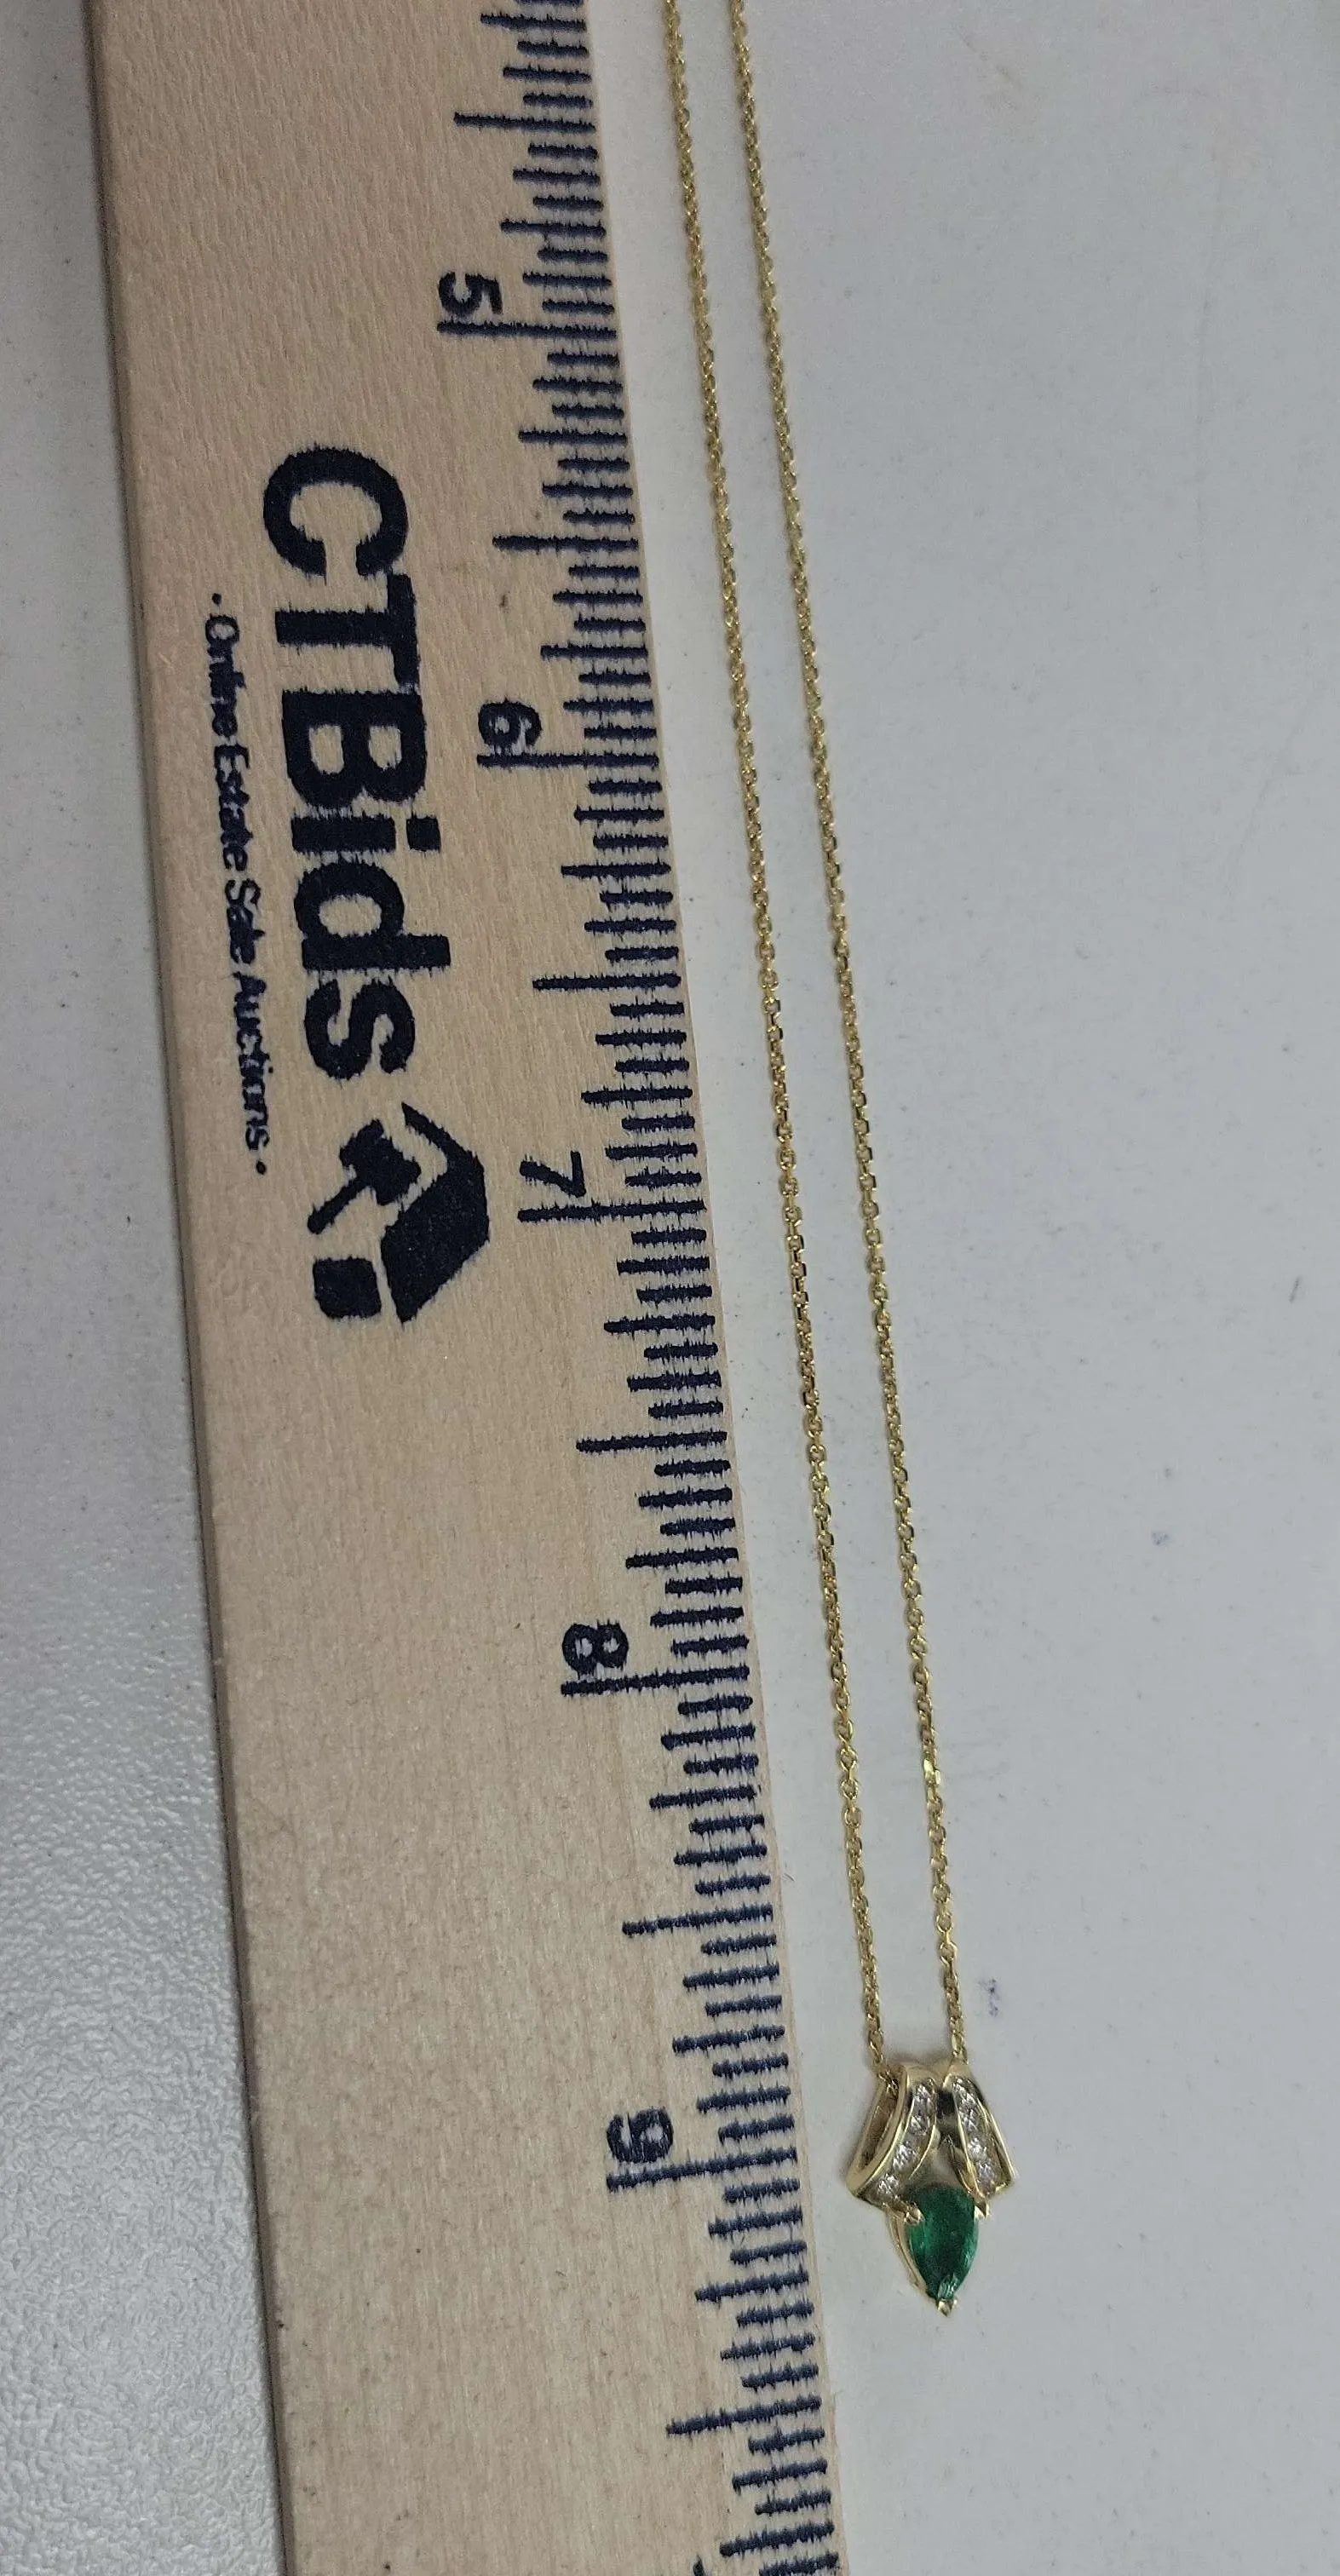 5
6
7
8
9
CTBids
• Online Estate Sale Auctions •